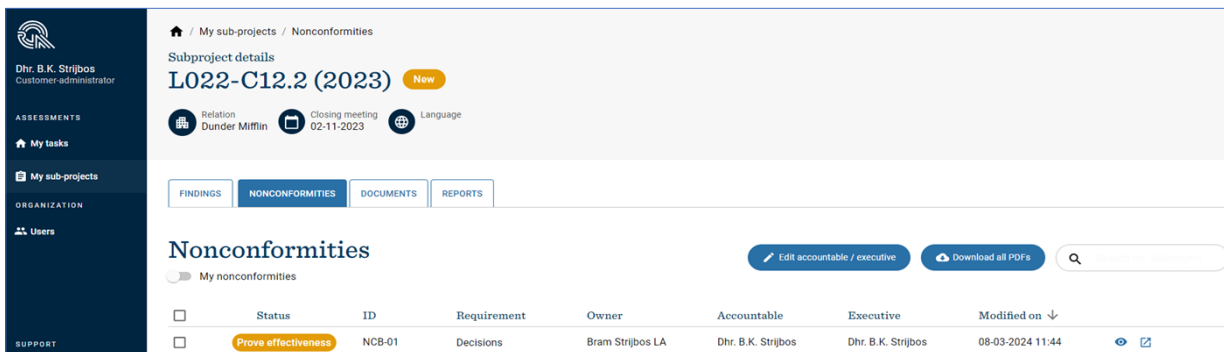 Dhr. B.K. Strijbos
Customer-administrator
ASSESSMENTS
My tasks
My sub-projects
ORGANIZATION
Users
SUPPORT
/ My sub-projects / Nonconformities
Subproject details
L022-C12.2 (2023) New
Relation
Dunder Mifflin
Closing meeting
02-11-2023
Language
FINDINGS NONCONFORMITIES DOCUMENTS REPORTS
Nonconformities
Edit accountable / executive Download all PDFs
My nonconformities
Status ID Requirement Owner Accountable Executive Modified on
Prove effectiveness NCB-01 Decisions Bram Strijbos LA Dhr. B.K. Strijbos Dhr. B.K. Strijbos 08-03-2024 11:44